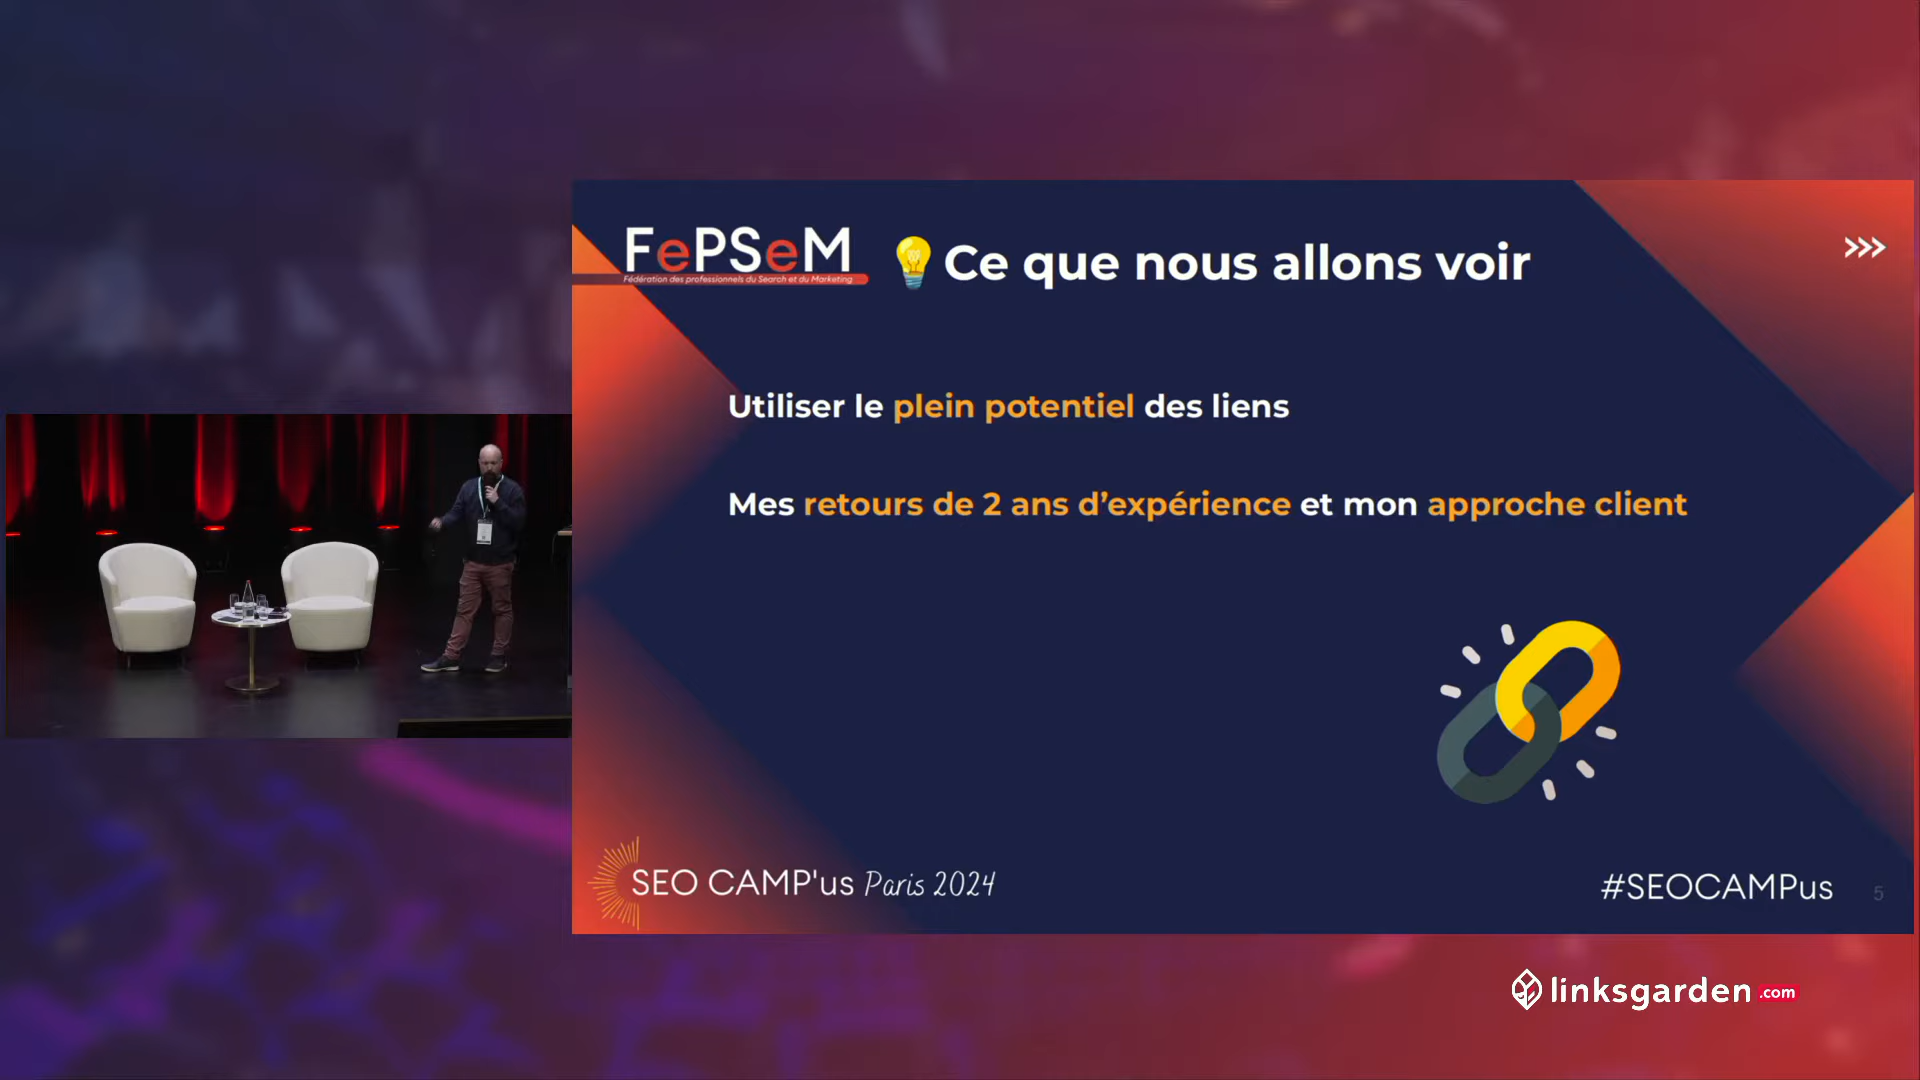 FePSeM
Fédération des professionnels du Search et du Marketing
Ce que nous allons voir
Utiliser le plein potentiel des liens
Mes retours de 2 ans d’expérience et mon approche client
SEO CAMP'us Paris 2024
#SEOCAMPus
5
linksgarden .com